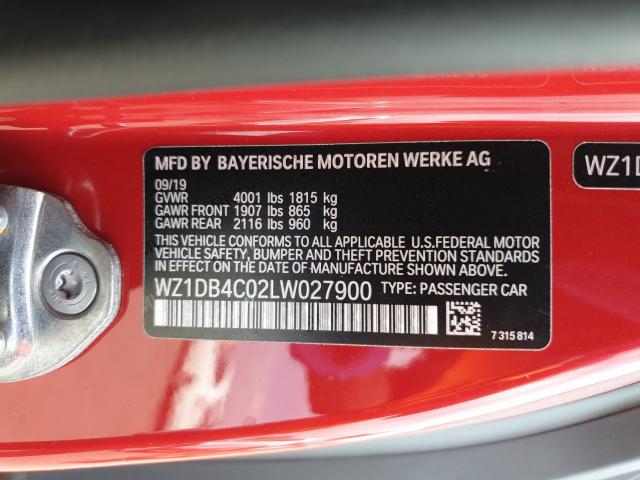 MFD BY BAYERISCHE MOTOREN WERKE AG
09/19
GVWR 4001 lbs 1815 kg
GAWR FRONT 1907 lbs 865 kg
GAWR REAR 2116 lbs 960 kg
THIS VEHICLE CONFORMS TO ALL APPLICABLE U.S.FEDERAL MOTOR
VEHICLE SAFETY, BUMPER AND THEFT PREVENTION STANDARDS
IN EFFECT ON THE DATE OF MANUFACTURE SHOWN ABOVE.
WZ1DB4C02LW027900 TYPE: PASSENGER CAR
7 315 814
WZ1D